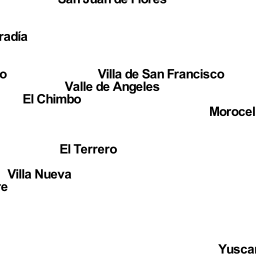 San Juan de Flores
radía
o
Villa de San Francisco
Valle de Angeles
El Chimbo
Morocel
El Terrero
Villa Nueva
re
Yuscar